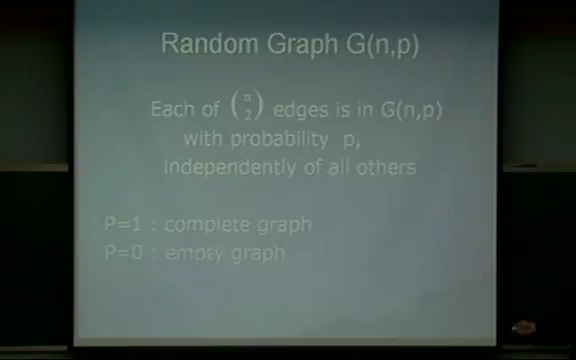 Random Graph G(n,p)
Each of (n 2) edges is in G(n,p)
with probability p,
independently of all others
P=1 : complete graph
P=0 : empty graph